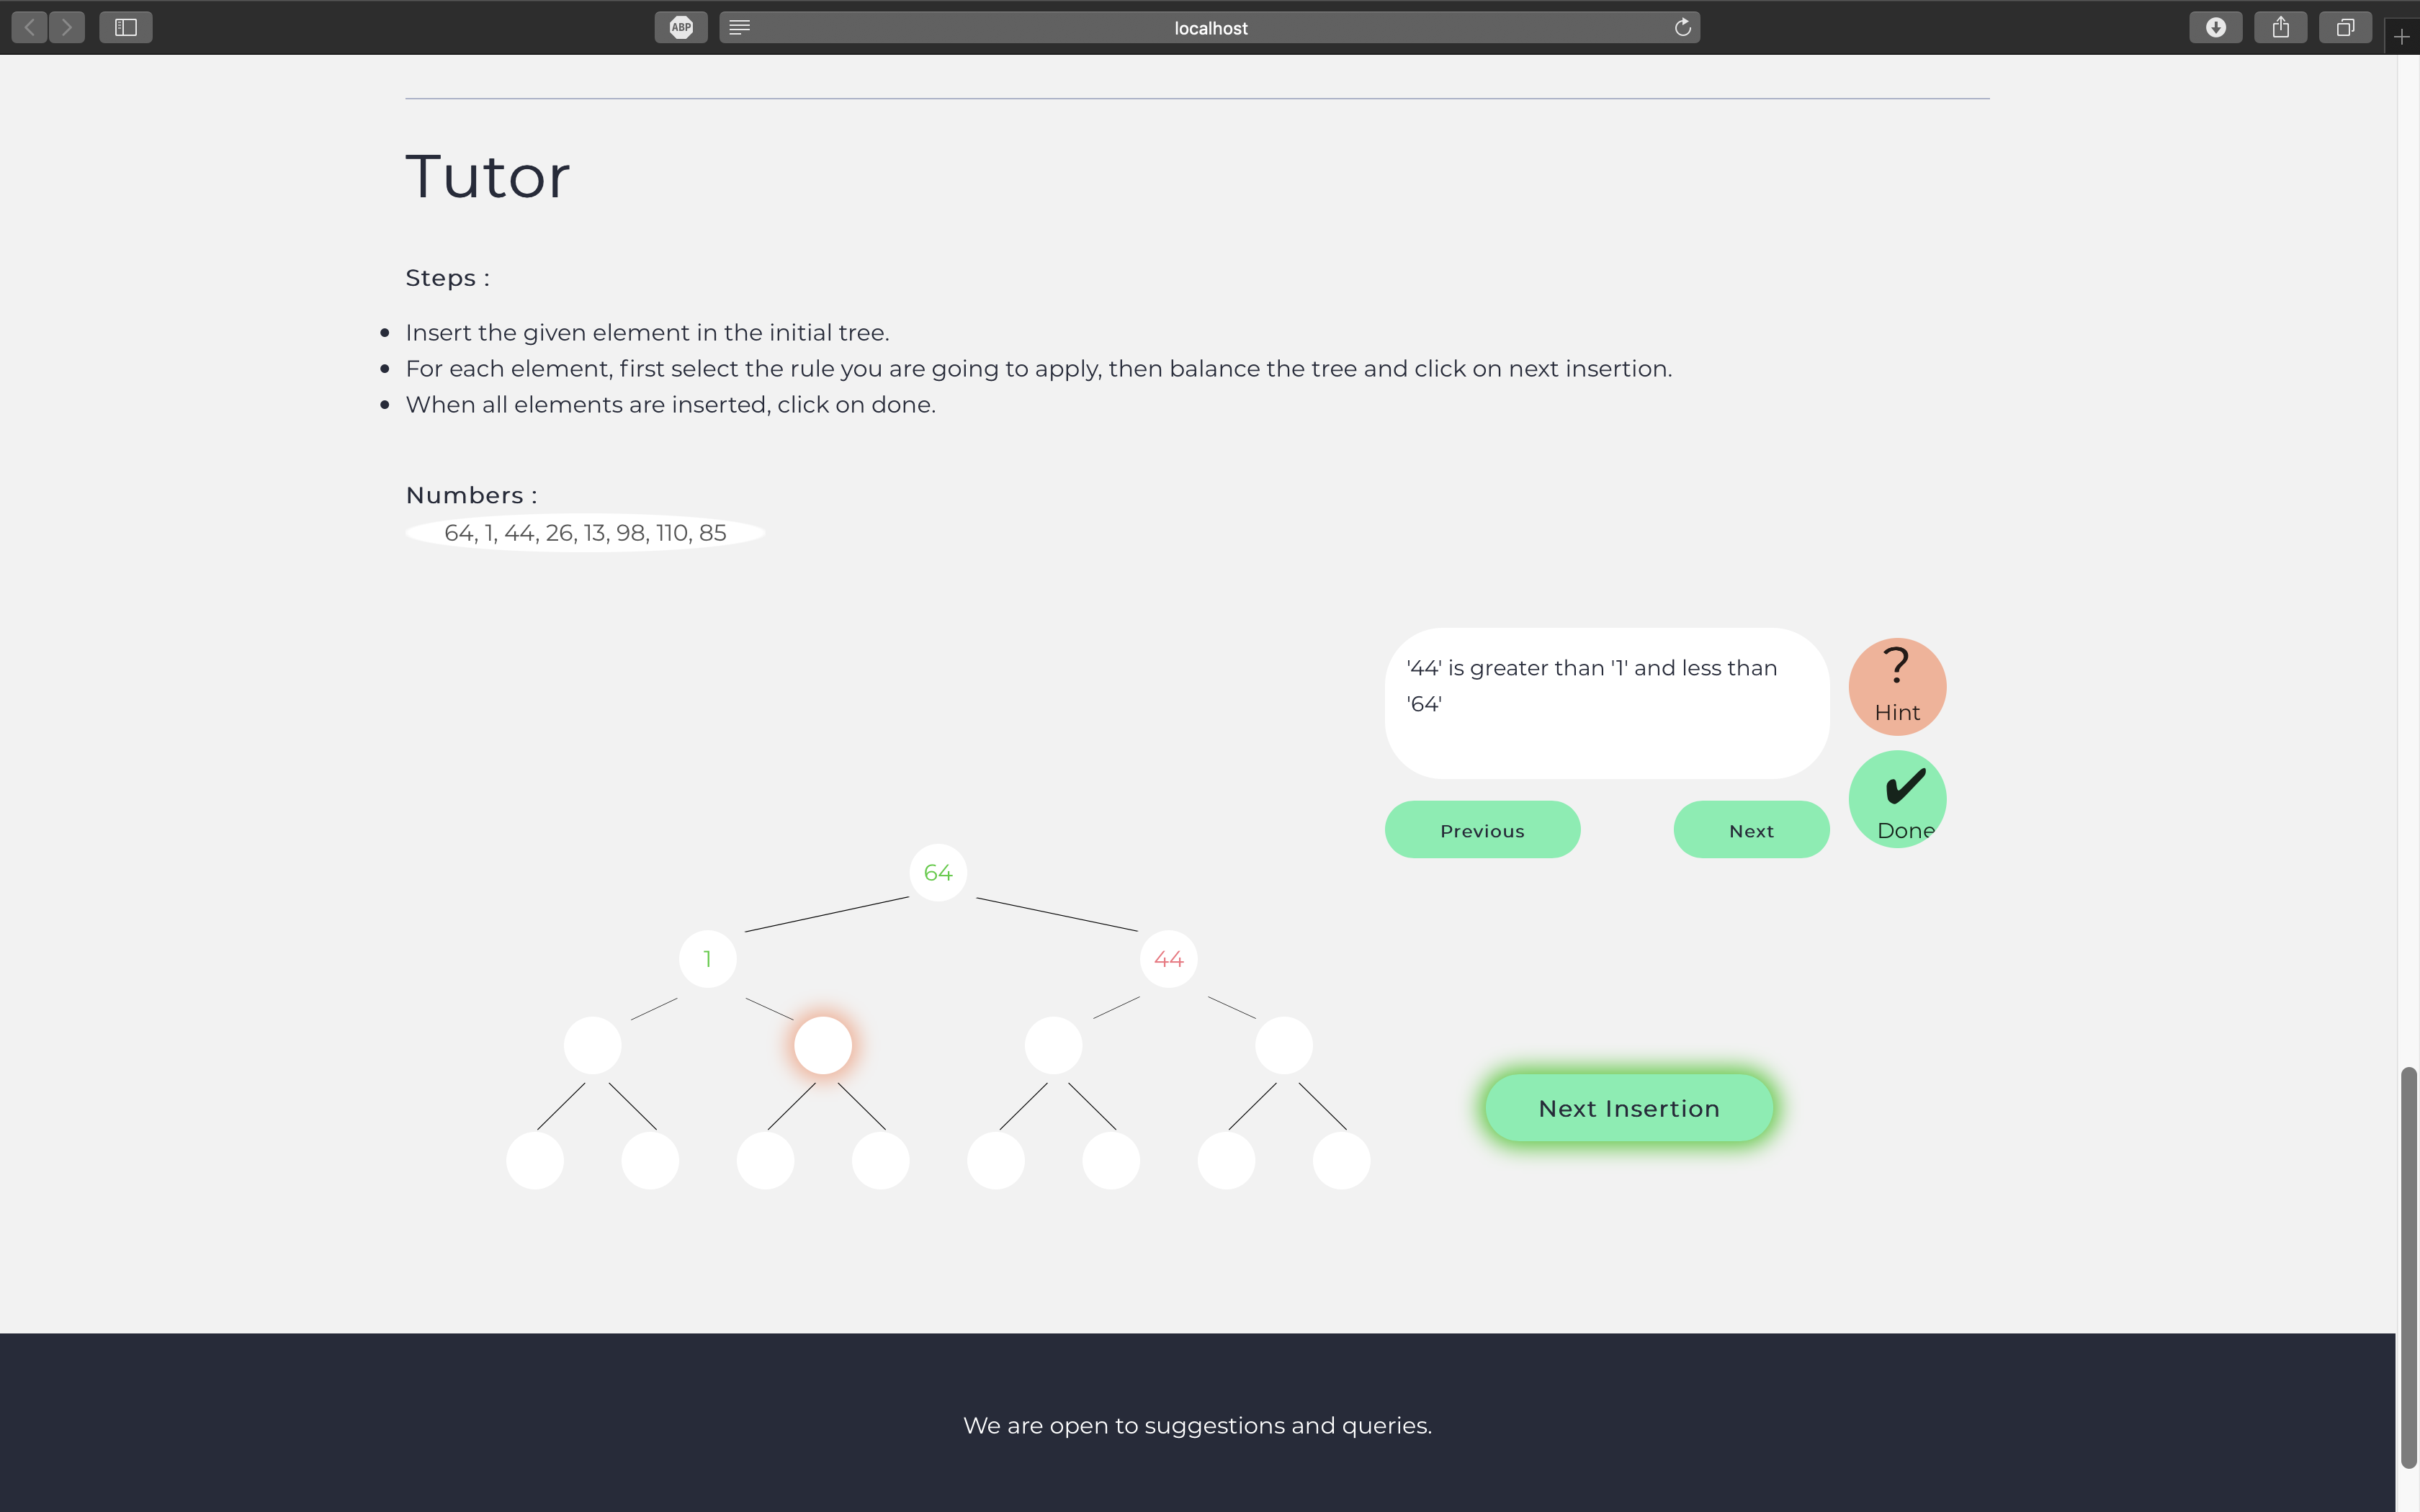 ABP
localhost
Tutor
Steps :
Insert the given element in the initial tree.
For each element, first select the rule you are going to apply, then balance the tree and click on next insertion.
When all elements are inserted, click on done.
Numbers :
64, 1, 44, 26, 13, 98, 110, 85
'44' is greater than '1' and less than
'64'
?
Hint
Done
Previous
Next
64
1
44
Next Insertion
We are open to suggestions and queries.